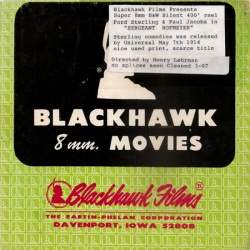 Blackhawk Films Presents
Super 8mm B&W Silent 400' reel
Ford Sterling & Paul Jacobs in
"SERGEANT HOFMEYER"
Sterling comedies was released
by Universal May 7th 1914
nice used print, scarce title
Directed by Henry Lehrman
no splices seen Cleaned 3-07
BLACKHAWK
8 mm. MOVIES
Blackhawk Films
THE EASTIN-PHELAN CORPORATION
DAVENPORT, IOWA 52808